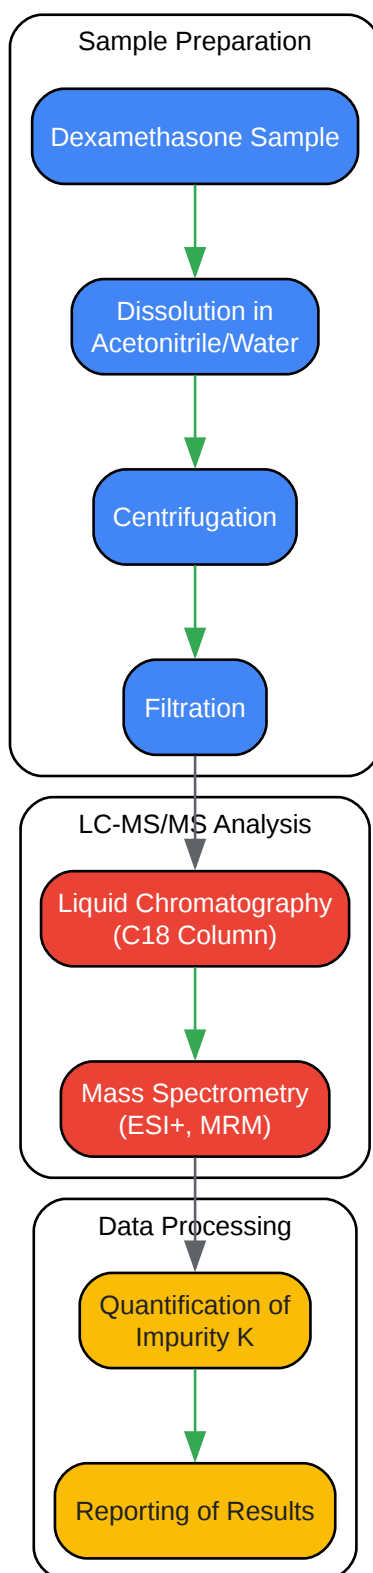 Sample Preparation
Dexamethasone Sample
Dissolution in
Acetonitrile/Water
Centrifugation
Filtration
LC-MS/MS Analysis
Liquid Chromatography
(C18 Column)
Mass Spectrometry
(ESI+, MRM)
Data Processing
Quantification of
Impurity K
Reporting of Results